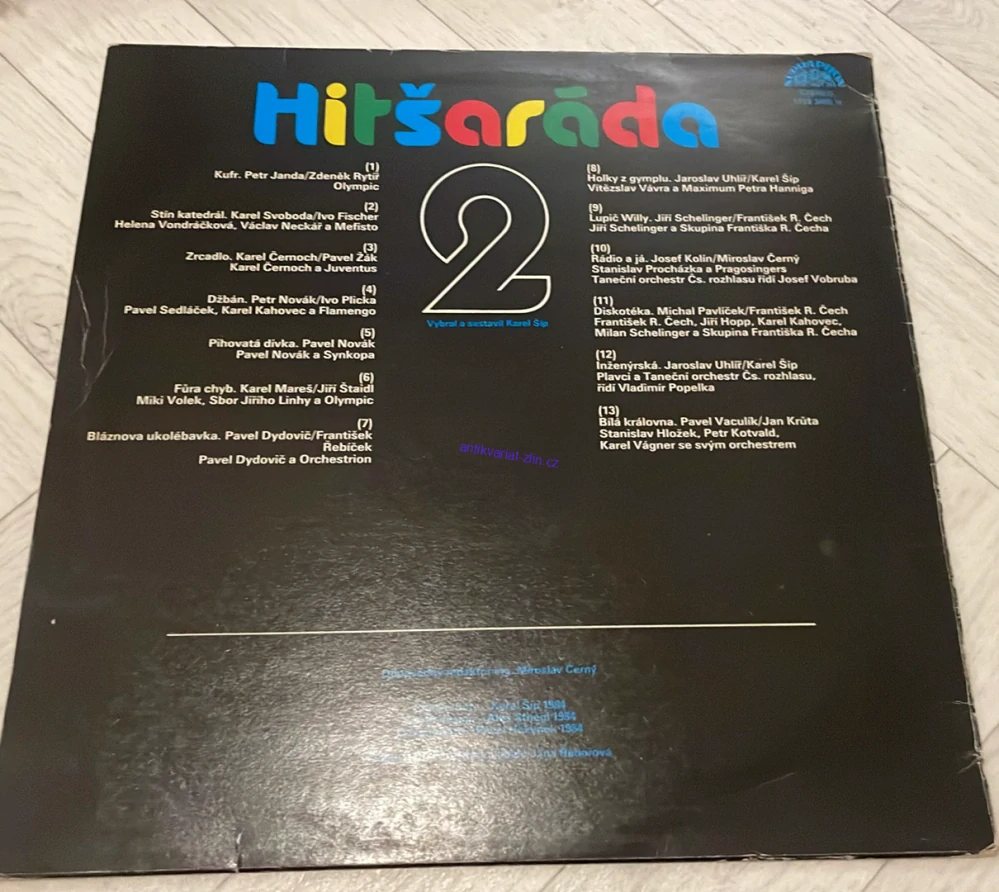 Hitšaráda
2
Vybral a sestavil Karel Šíp
(1)
Kufr. Petr Janda/Zdeněk Rytíř
Olympic
(2)
Stín katedrál. Karel Svoboda/Ivo Fischer
Helena Vondráčková, Václav Neckář a Mefisto
(3)
Zrcadlo. Karel Černoch/Pavel Žák
Karel Černoch a Juventus
(4)
Džbán. Petr Novák/Ivo Plicka
Pavel Sedláček, Karel Kahovec a Flamengo
(5)
Pihovatá dívka. Pavel Novák
Pavel Novák a Synkopa
(6)
Fůra chyb. Karel Mareš/Jiří Štaidl
Miki Volek, Sbor Jiřího Linhy a Olympic
(7)
Bláznova ukolébavka. Pavel Dydovič/František
Řebíček
Pavel Dydovič a Orchestrion
(8)
Holky z gymplu. Jaroslav Uhlíř/Karel Šíp
Vítězslav Vávra a Maximum Petra Hanniga
(9)
Lupič Willy. Jiří Schelinger/František R. Čech
Jiří Schelinger a Skupina Františka R. Čecha
(10)
Rádio a já. Josef Kolín/Miroslav Černý
Stanislav Procházka a Pragosingers
Taneční orchestr Čs. rozhlasu řídí Josef Vobruba
(11)
Diskotéka. Michal Pavlíček/František R. Čech
František R. Čech, Jiří Hopp, Karel Kahovec,
Milan Schelinger a Skupina Františka R. Čecha
(12)
Inženýrská. Jaroslav Uhlíř/Karel Šíp
Plavci a Taneční orchestr Čs. rozhlasu,
řídí Vladimír Popelka
(13)
Bílá královna. Pavel Vaculík/Jan Krůta
Stanislav Hložek, Petr Kotvald,
Karel Vágner se svým orchestrem
antikvariat-zlin.cz
Miroslav Černý
Karel Šíp 1984
1984
1984